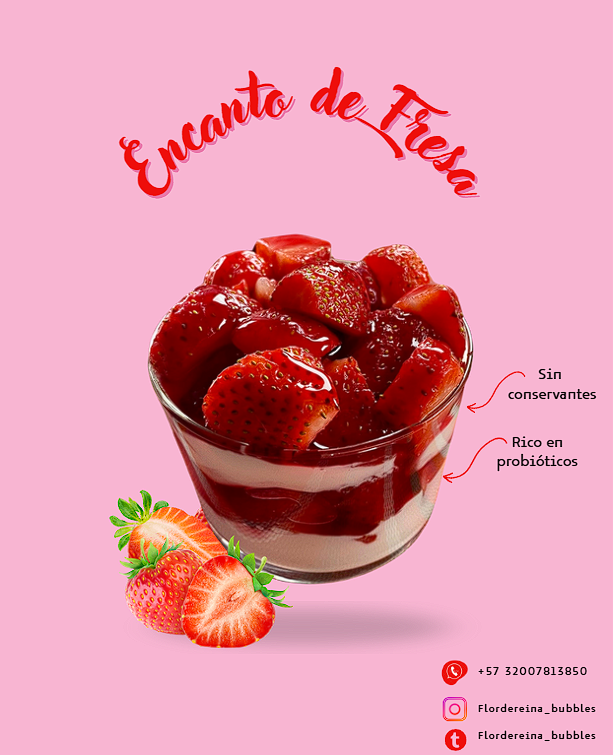 Encanto de Fresa
Sin
conservantes
Rico en
probióticos
+57 32007813850
Flordereina_bubbles
Flordereina_bubbles